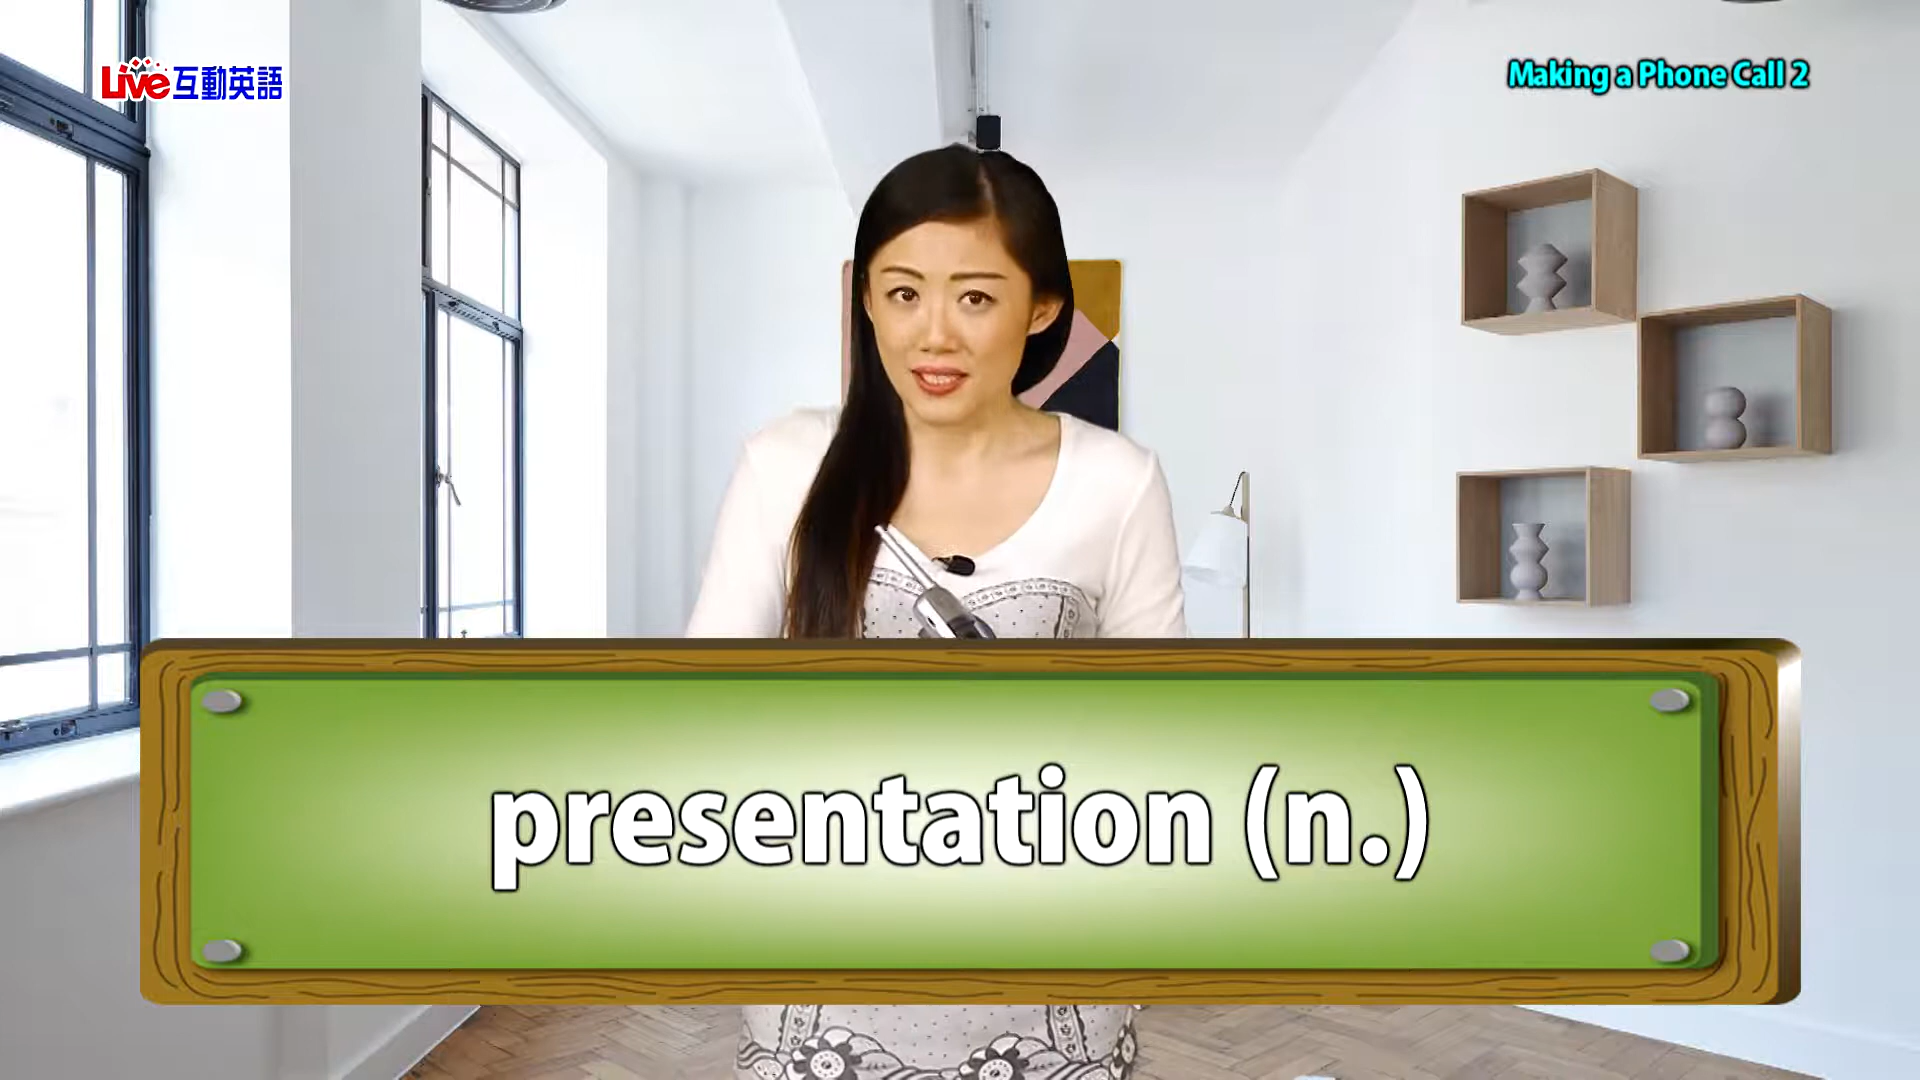 Live互動英語
Making a Phone Call 2
presentation (n.)